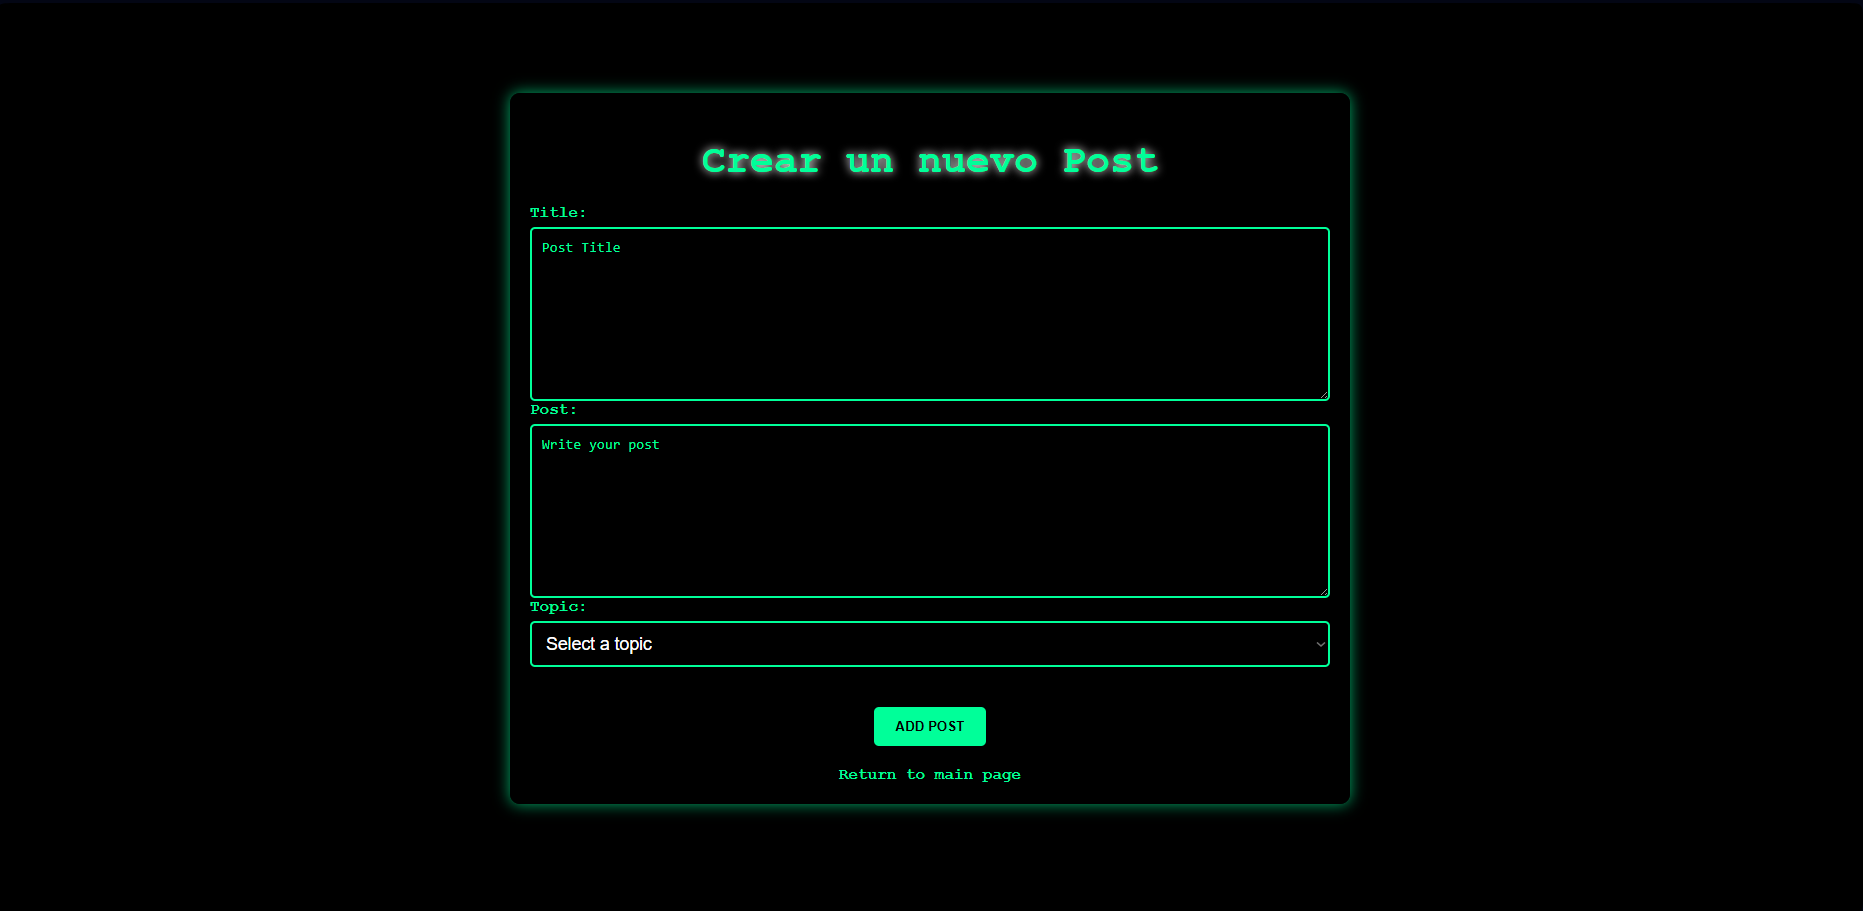 Crear un nuevo Post
Title:
Post Title
Post:
Write your post
Topic:
Select a topic
ADD POST
Return to main page